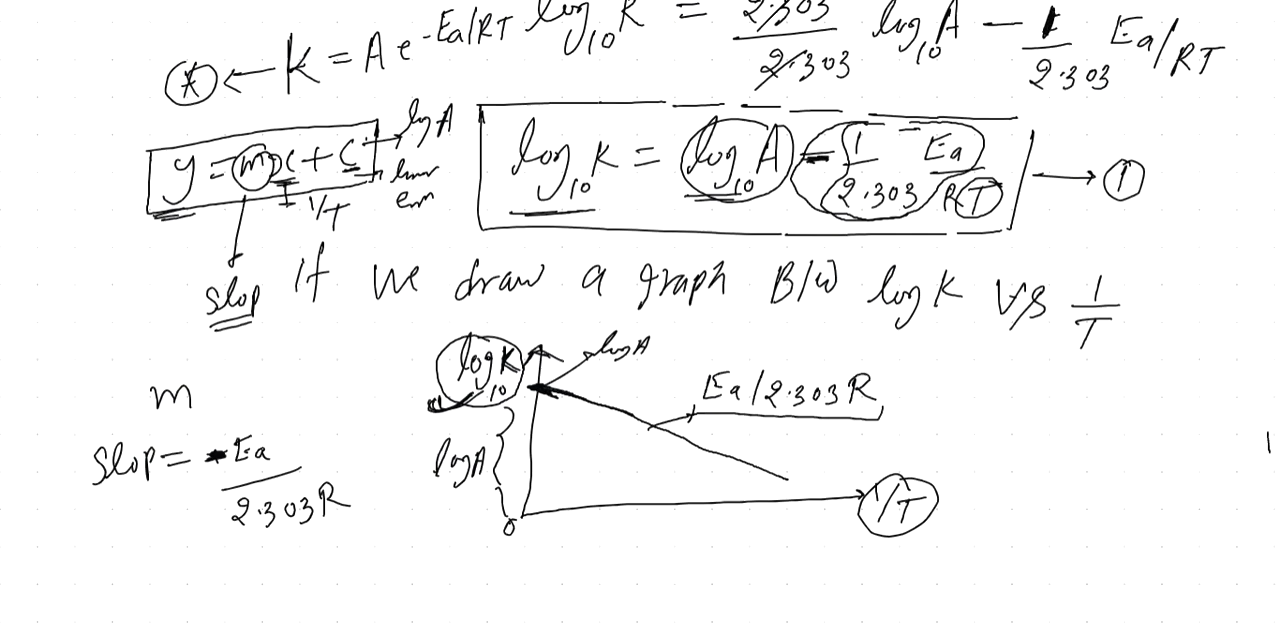 log₁₀ K = 2.303/2.303 log₁₀ A − 1/2.303 Ea/RT
(*) ← K = A e^-Ea/RT
y = mx + c → log A
1/T
log₁₀ K = log₁₀ A − 1/2.303 Ea/RT → (1)
slop
If we draw a graph B/W log K vs 1/T
log₁₀ K
log A
m
Ea/2.303R
slop = -Ea/2.303R
log A
0
1/T